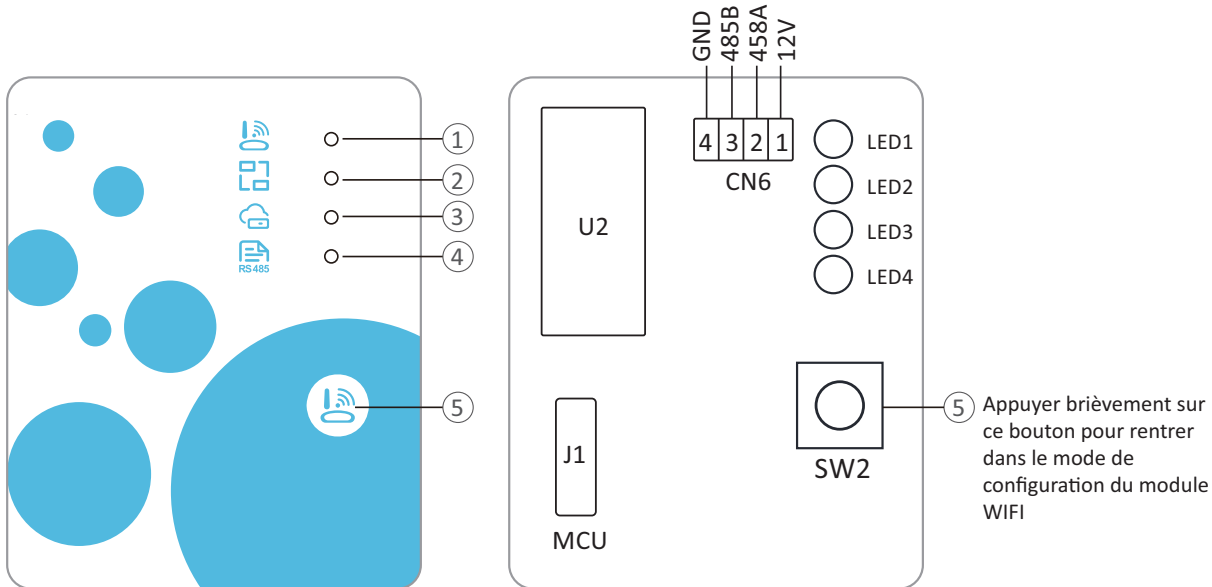 RS485
1
2
3
4
5
GND
485B
458A
12V
4 3 2 1
CN6
LED1
LED2
LED3
LED4
U2
J1
MCU
SW2
5 Appuyer brièvement sur
ce bouton pour rentrer
dans le mode de
configuration du module
WIFI